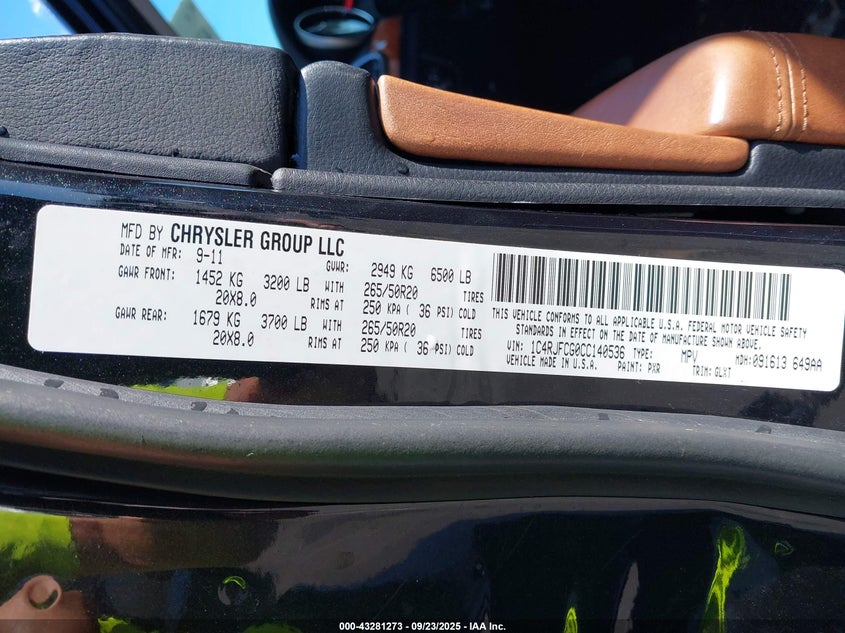 MFD BY CHRYSLER GROUP LLC
DATE OF MFR: 9-11 GVWR: 2949 KG 6500 LB
GAWR FRONT: 1452 KG 3200 LB WITH 265/50R20 TIRES
20X8.0 RIMS AT 250 KPA ( 36 PSI) COLD
GAWR REAR: 1679 KG 3700 LB WITH 265/50R20 TIRES
20X8.0 RIMS AT 250 KPA ( 36 PSI) COLD
THIS VEHICLE CONFORMS TO ALL APPLICABLE U.S.A. FEDERAL MOTOR VEHICLE SAFETY
STANDARDS IN EFFECT ON THE DATE OF MANUFACTURE SHOWN ABOVE.
VIN: 1C4RJFCG0CC140536 TYPE: MPV MDH:091613 649AA
VEHICLE MADE IN U.S.A. PAINT: PXR TRIM: GLXT
000-43281273 - 09/23/2025 - IAA Inc.